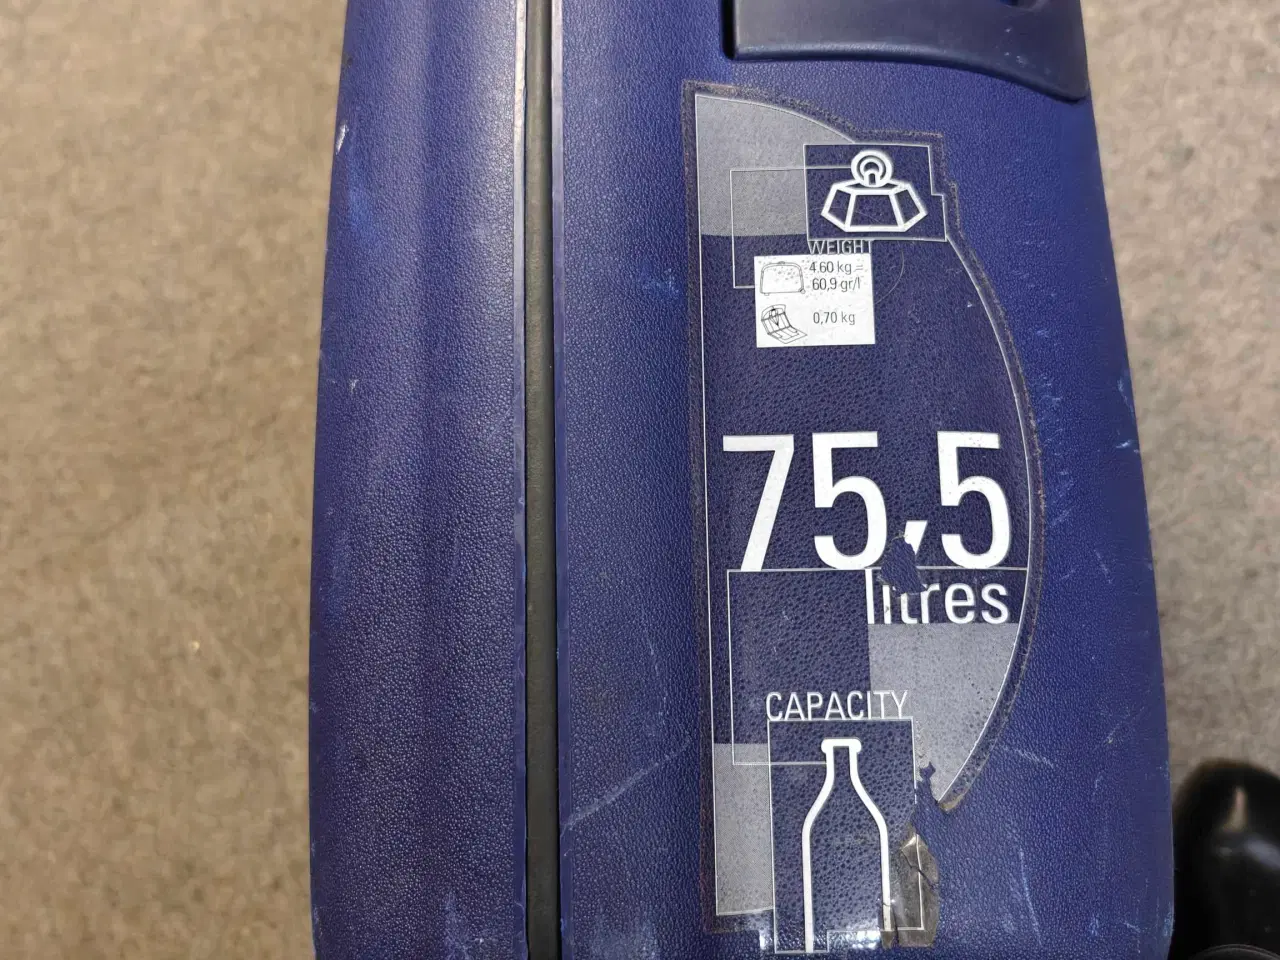 WEIGHT
4.60 kg =
60,9 gr/l
0,70 kg
75,5
litres
CAPACITY